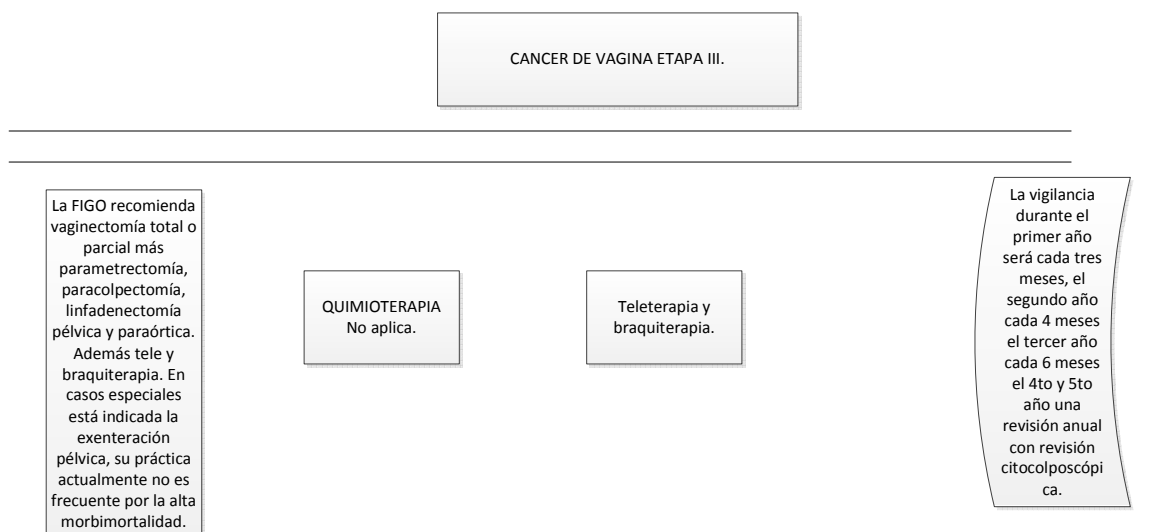 CANCER DE VAGINA ETAPA III.
La FIGO recomienda
vaginectomía total o
parcial más
parametrectomía,
paracolpectomía,
linfadenectomía
pélvica y paraórtica.
Además tele y
braquiterapia. En
casos especiales
está indicada la
exenteración
pélvica, su práctica
actualmente no es
frecuente por la alta
morbimortalidad.
QUIMIOTERAPIA
No aplica.
Teleterapia y
braquiterapia.
La vigilancia
durante el
primer año
será cada tres
meses, el
segundo año
cada 4 meses
el tercer año
cada 6 meses
el 4to y 5to
año una
revisión anual
con revisión
citocolposcópi
ca.